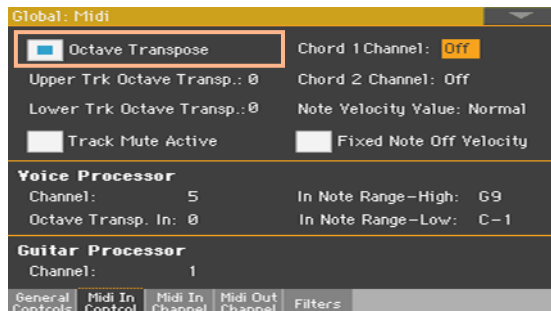 Global: Midi
Octave Transpose
Chord 1 Channel: Off
Upper Trk Octave Transp.: 0
Chord 2 Channel: Off
Lower Trk Octave Transp.: 0
Note Velocity Value: Normal
Track Mute Active
Fixed Note Off Velocity
Voice Processor
Channel: 5
In Note Range-High: G9
Octave Transp. In: 0
In Note Range-Low: C-1
Guitar Processor
Channel: 1
General Controls
Midi In Control
Midi In Channel
Midi Out Channel
Filters